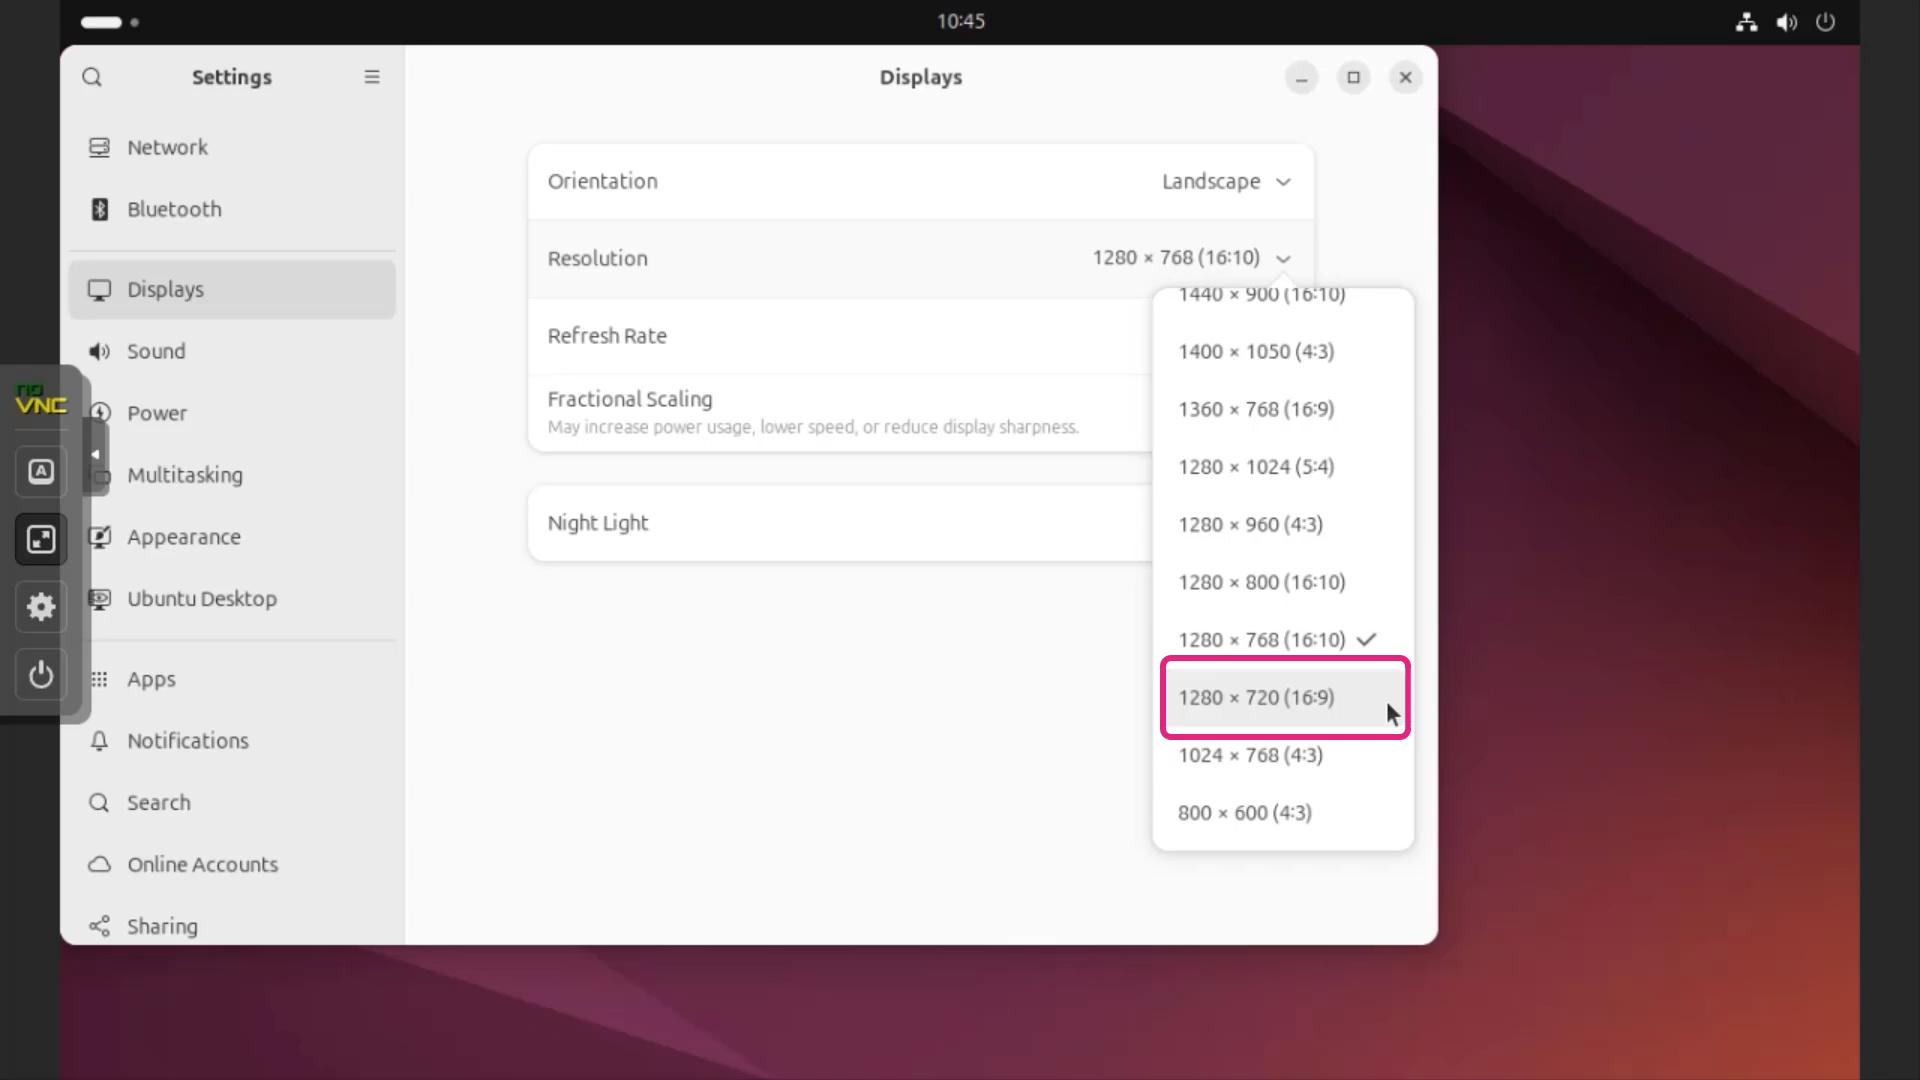 10:45
Settings
Displays
Network
Bluetooth
Displays
Sound
Power
Multitasking
Appearance
Ubuntu Desktop
Apps
Notifications
Search
Online Accounts
Sharing
Orientation
Landscape
Resolution
1280 × 768 (16:10)
Refresh Rate
Fractional Scaling
May increase power usage, lower speed, or reduce display sharpness.
Night Light
1440 × 900 (16:10)
1400 × 1050 (4:3)
1360 × 768 (16:9)
1280 × 1024 (5:4)
1280 × 960 (4:3)
1280 × 800 (16:10)
1280 × 768 (16:10)
1280 × 720 (16:9)
1024 × 768 (4:3)
800 × 600 (4:3)
no
VNC
A